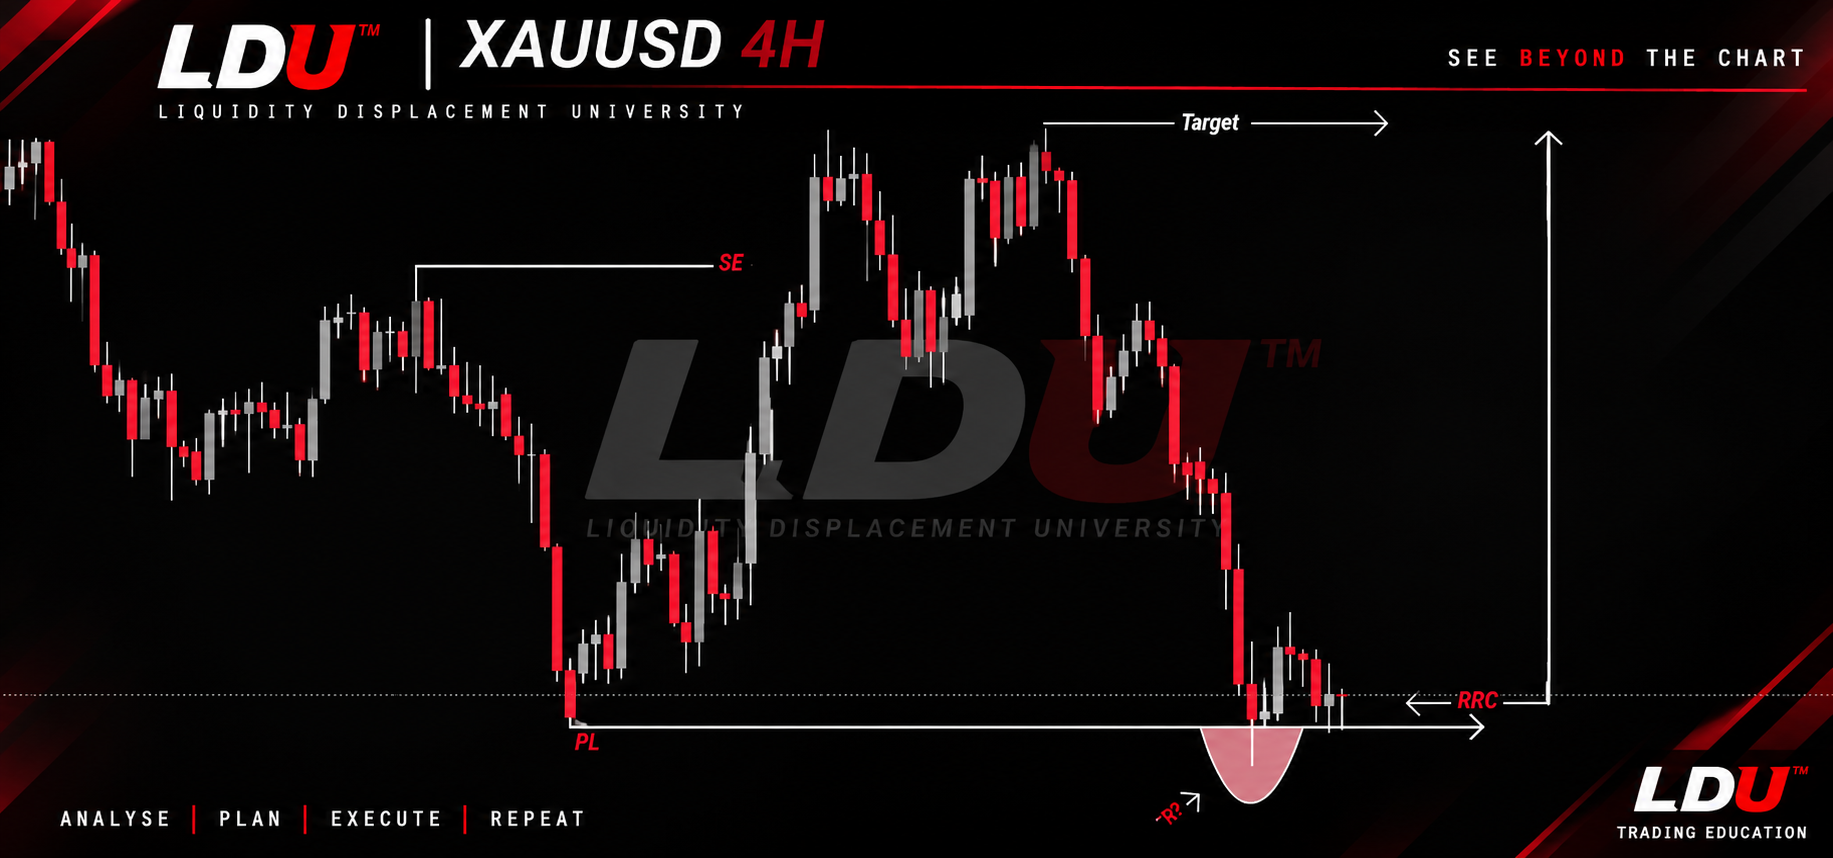 LDU™ | XAUUSD 4H
LIQUIDITY DISPLACEMENT UNIVERSITY
SEE BEYOND THE CHART
Target
SE
LDU™
LIQUIDITY DISPLACEMENT UNIVERSITY
RRC
PL
R?
ANALYSE | PLAN | EXECUTE | REPEAT
LDU™
TRADING EDUCATION